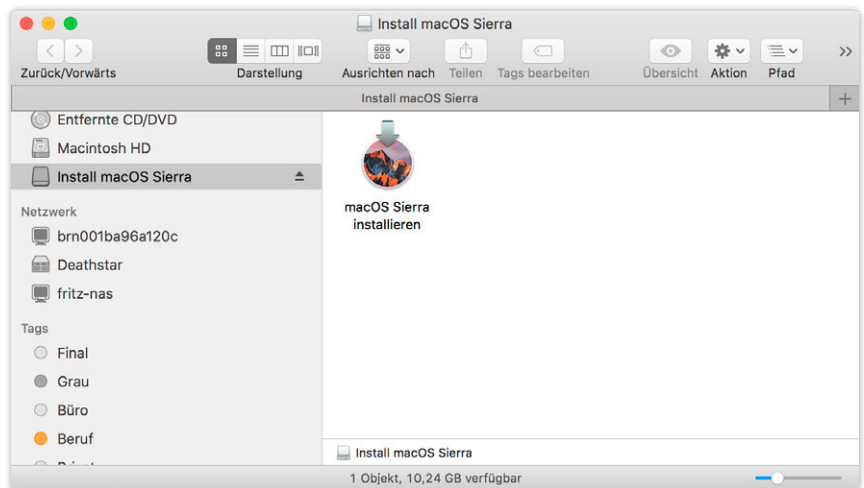 Install macOS Sierra
Zurück/Vorwärts
Darstellung
Ausrichten nach
Teilen
Tags bearbeiten
Übersicht
Aktion
Pfad
Install macOS Sierra
Entfernte CD/DVD
Macintosh HD
Install macOS Sierra
Netzwerk
brn001ba96a120c
Deathstar
fritz-nas
Tags
Final
Grau
Büro
Beruf
macOS Sierra
installieren
Install macOS Sierra
1 Objekt, 10,24 GB verfügbar